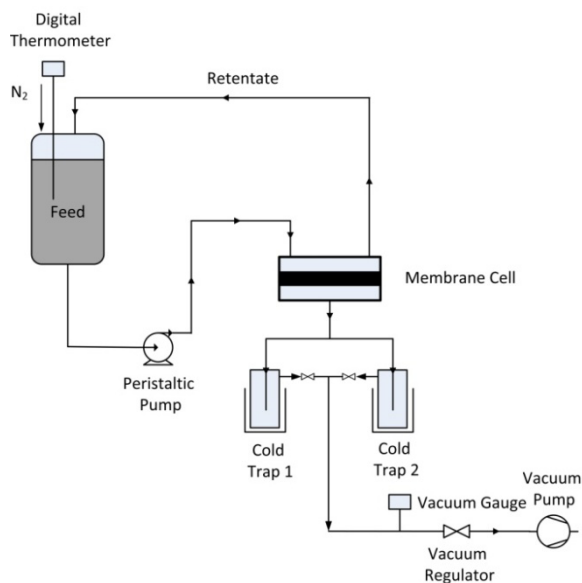 Digital
Thermometer
N2
Retentate
Feed
Membrane Cell
Peristaltic
Pump
Cold
Trap 1
Cold
Trap 2
Vacuum Gauge
Vacuum
Pump
Vacuum
Regulator